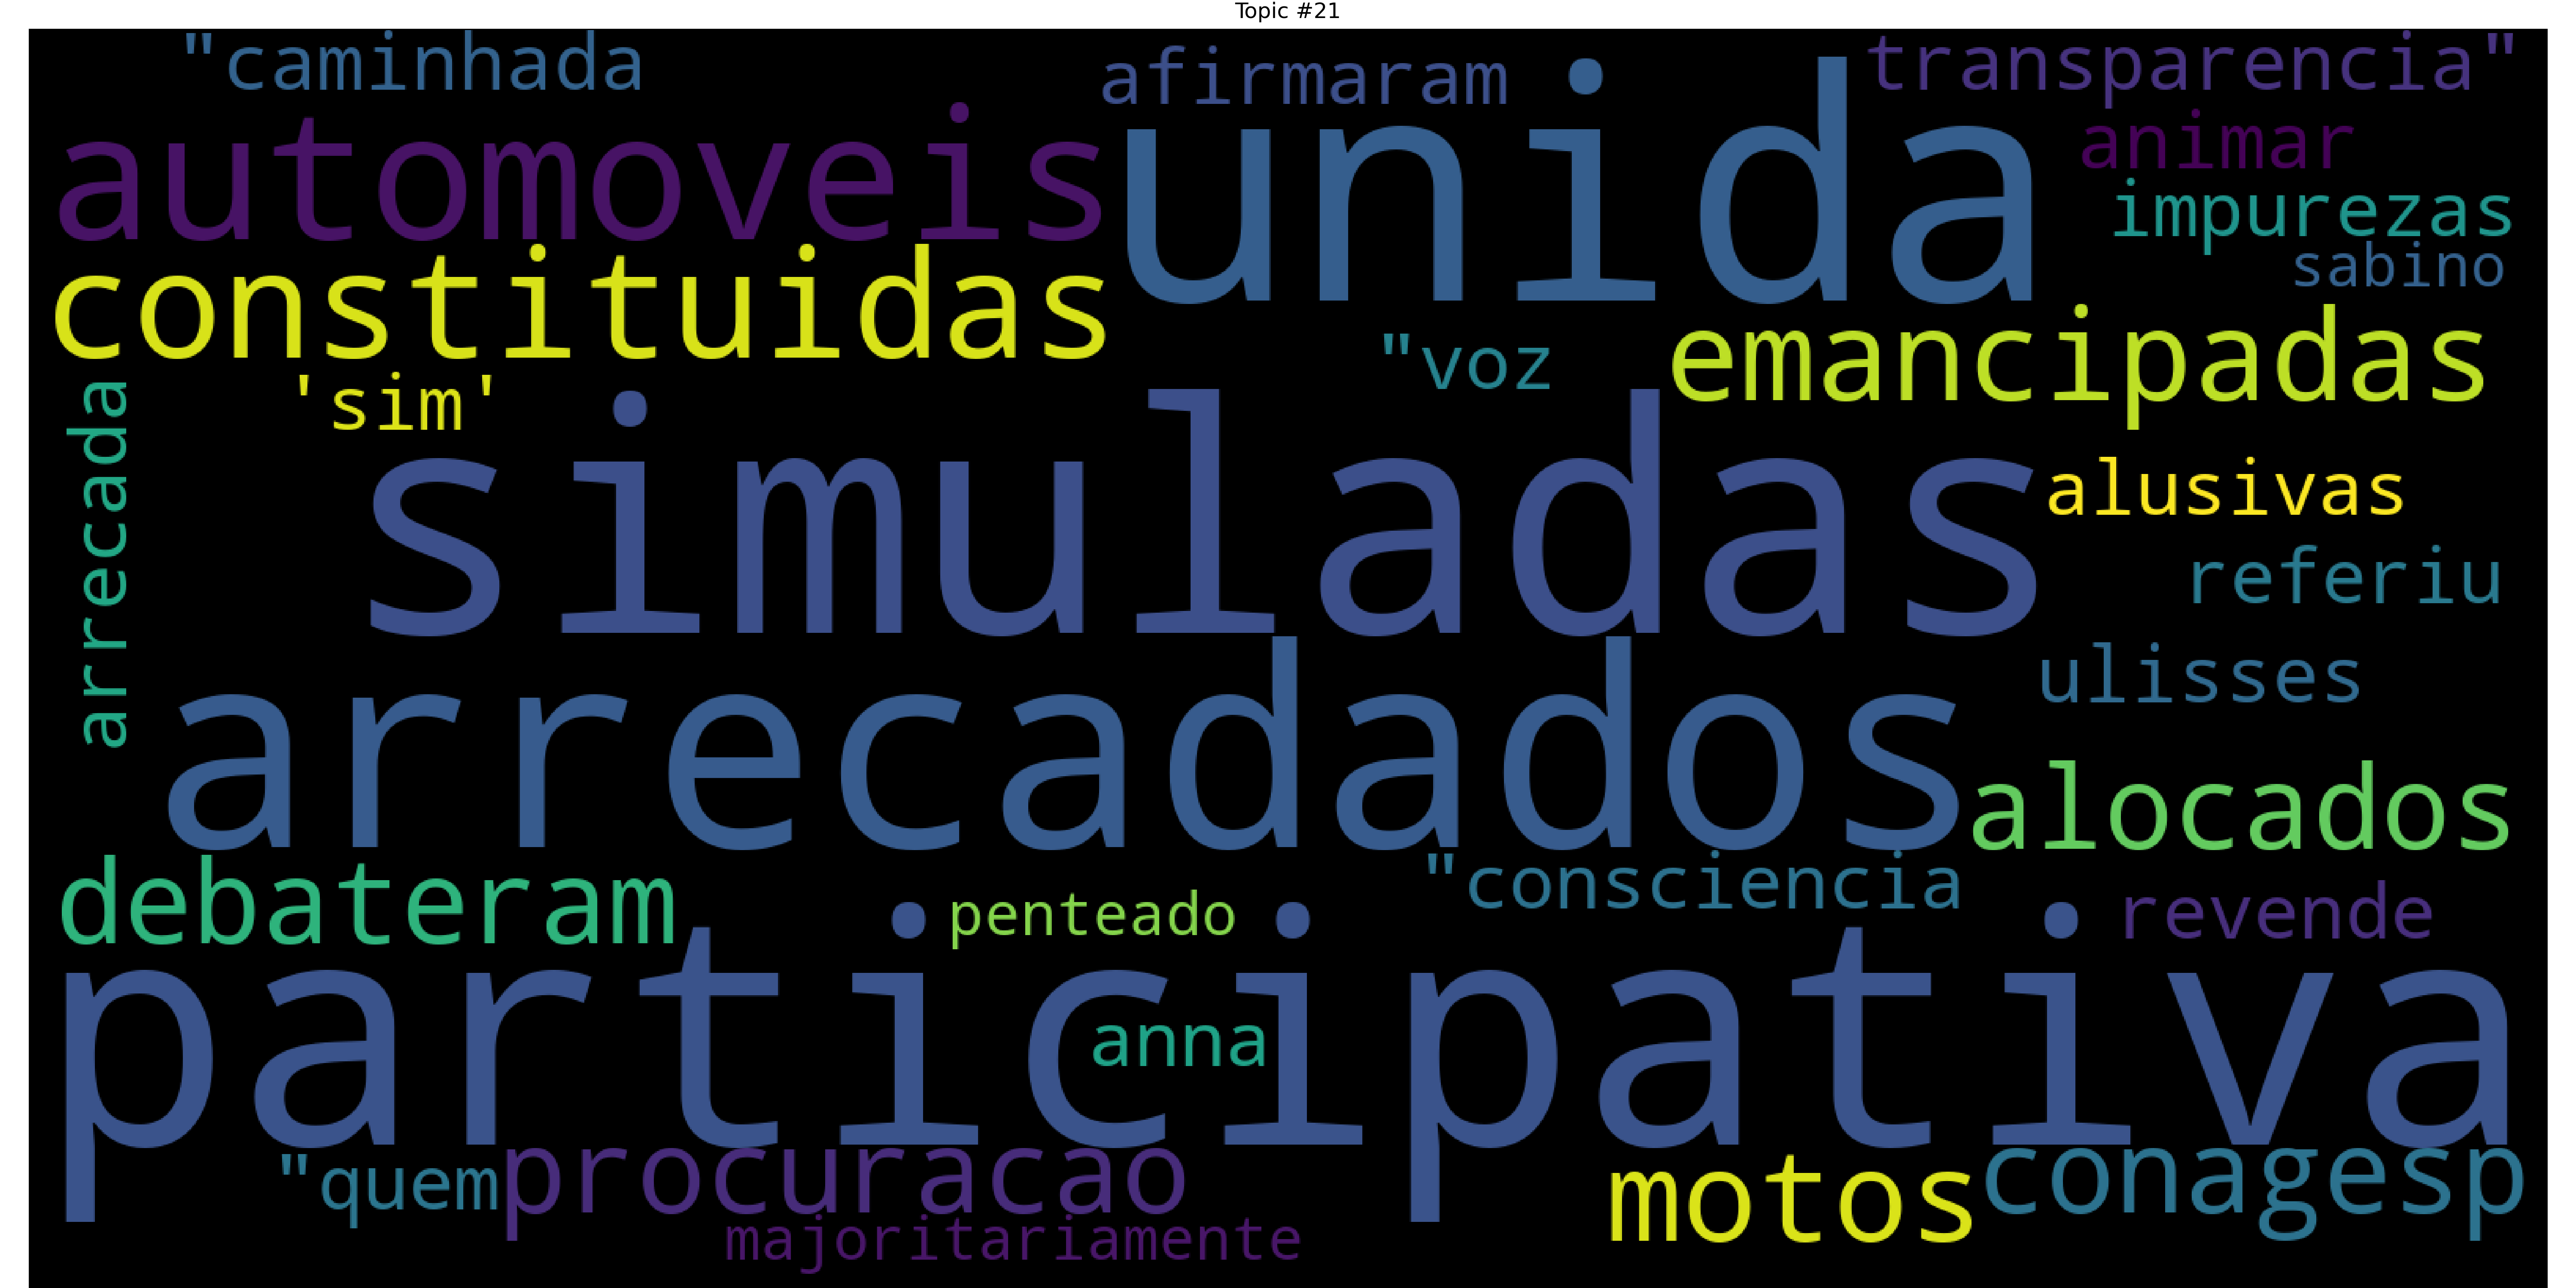 Topic #21
"caminhada
afirmaram
transparencia"
automoveis
unida
animar
impurezas
sabino
constituidas
"voz
emancipadas
arrecada
'sim'
simuladas
alusivas
referiu
arrecadados
ulisses
alocados
debateram
penteado
"consciencia
revende
participativa
anna
"quem
procuracao
motos
conagesp
majoritariamente